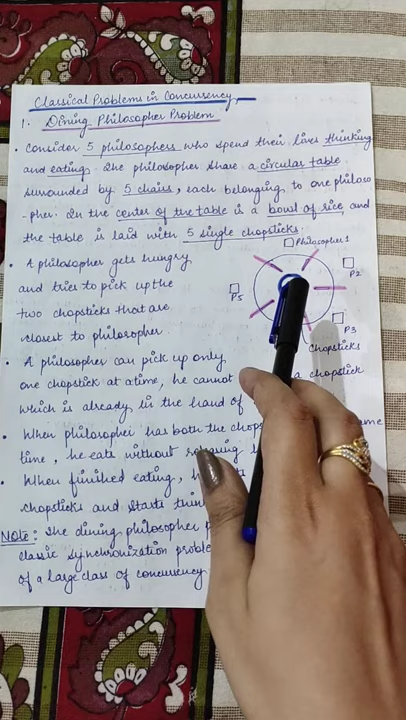 Classical Problems in Concurrency
1. Dining Philosopher Problem
• Consider 5 philosophers who spend their lives thinking
and eating. The philosopher share a circular table
surrounded by 5 chairs, each belonging to one philoso
-pher. In the center of the table is a bowl of rice, and
the table is laid with 5 single chopsticks.
• A philosopher gets hungry
and tries to pick up the
two chopsticks that are
closest to philosopher.
Philosopher 1
P2
P5
P3
Chopsticks
• A philosopher can pick up only
one chopstick at a time, he cannot a chopstick
which is already in the hand of
• When philosopher has both the
time, he eats without
• When finished eating,
chopsticks and starts
Note: The dining philosopher
classic synchronization
of a large class of concurrency